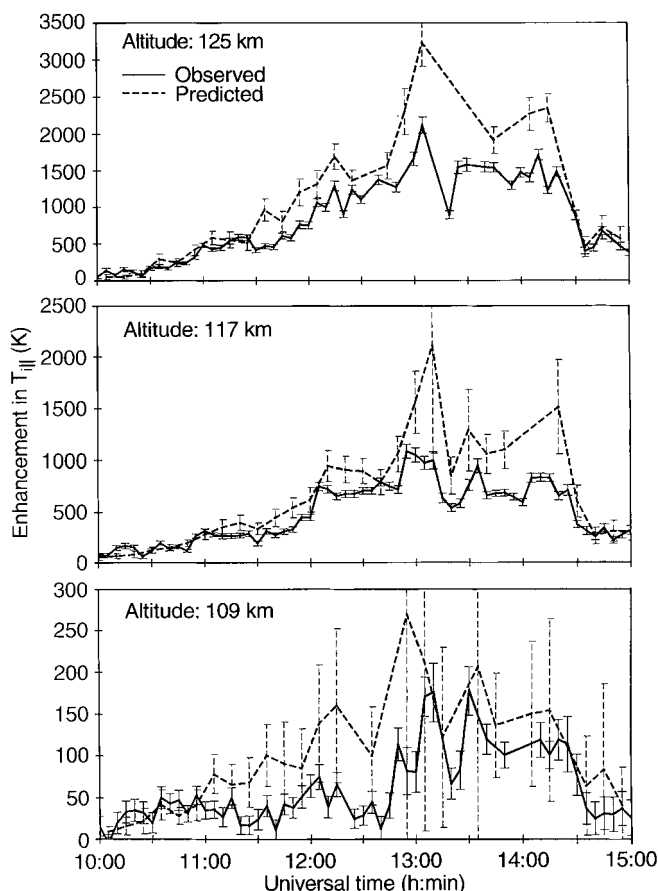 3500
Altitude: 125 km
3000
Observed
Predicted
2500
2000
1500
1000
500
0
2500
Altitude: 117 km
2000
1500
1000
500
0
Enhancement in Ti|| (K)
300
Altitude: 109 km
250
200
150
100
50
0
10:00 11:00 12:00 13:00 14:00 15:00
Universal time (h:min)